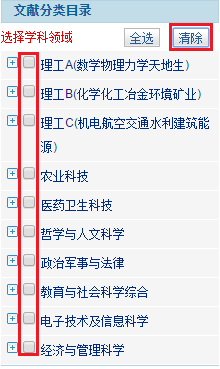 文献分类目录
选择学科领域 全选 清除
理工A(数学物理力学天地生)
理工B(化学化工冶金环境矿业)
理工C(机电航空交通水利建筑能
源)
农业科技
医药卫生科技
哲学与人文科学
政治军事与法律
教育与社会科学综合
电子技术及信息科学
经济与管理科学